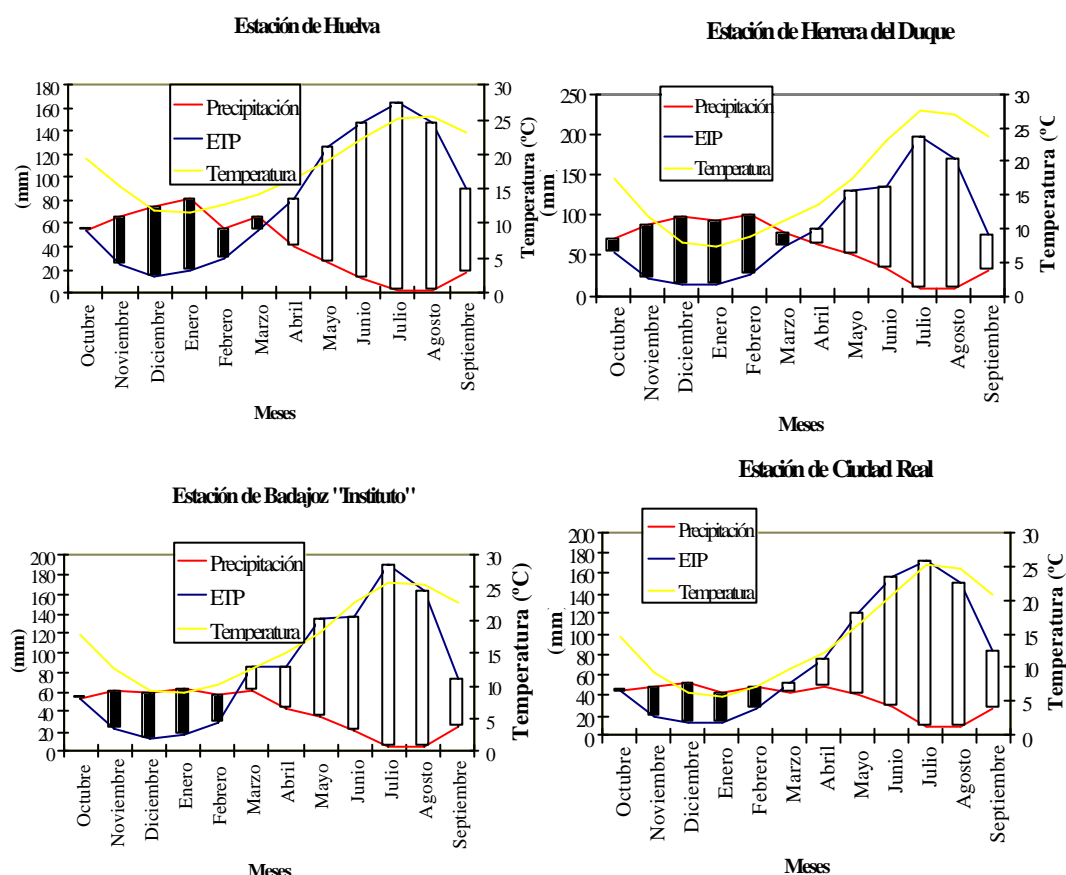 Estación de Huelva
180
160
140
120
100
80
60
40
20
0
(mm)
Precipitación
ETP
Temperatura
30
25
20
15
10
5
0
Temperatura (ºC)
Octubre
Noviembre
Diciembre
Enero
Febrero
Marzo
Abril
Mayo
Junio
Julio
Agosto
Septiembre
Meses
Estación de Herrera del Duque
250
200
150
100
50
0
(mm)
Precipitación
ETP
Temperatura
30
25
20
15
10
5
0
Temperatura (ºC
Octubre
Noviembre
Diciembre
Enero
Febrero
Marzo
Abril
Mayo
Junio
Julio
Agosto
Septiembre
Meses
Estación de Badajoz "Instituto"
200
180
160
140
120
100
80
60
40
20
0
(mm)
Precipitación
ETP
Temperatura
30
25
20
15
10
5
0
Temperatura (ºC)
Octubre
Noviembre
Diciembre
Enero
Febrero
Marzo
Abril
Mayo
Junio
Julio
Agosto
Septiembre
Meses
Estación de Ciudad Real
200
180
160
140
120
100
80
60
40
20
0
(mm)
Precipitación
ETP
Temperatura
30
25
20
15
10
5
0
Temperatura (ºC
Octubre
Noviembre
Diciembre
Enero
Febrero
Marzo
Abril
Mayo
Junio
Julio
Agosto
Septiembre
Meses